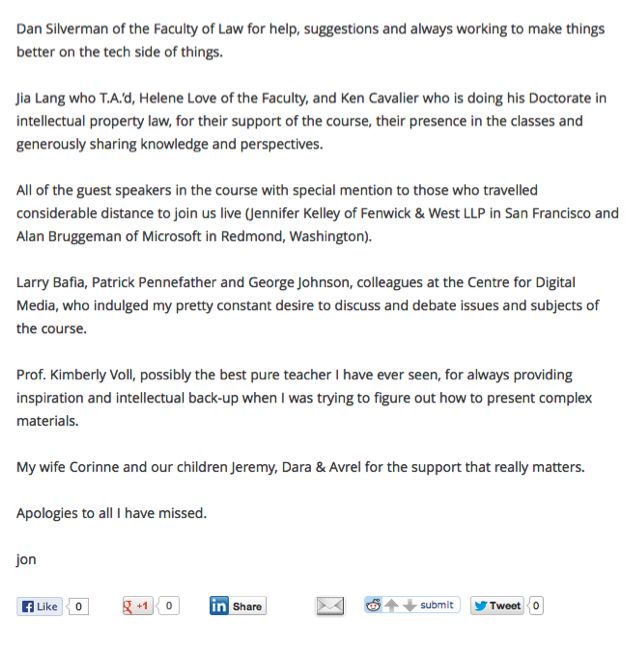 Dan Silverman of the Faculty of Law for help, suggestions and always working to make things
better on the tech side of things.
Jia Lang who T.A.'d, Helene Love of the Faculty, and Ken Cavalier who is doing his Doctorate in
intellectual property law, for their support of the course, their presence in the classes and
generously sharing knowledge and perspectives.
All of the guest speakers in the course with special mention to those who travelled
considerable distance to join us live (Jennifer Kelley of Fenwick & West LLP in San Francisco and
Alan Bruggeman of Microsoft in Redmond, Washington).
Larry Bafia, Patrick Pennefather and George Johnson, colleagues at the Centre for Digital
Media, who indulged my pretty constant desire to discuss and debate issues and subjects of
the course.
Prof. Kimberly Voll, possibly the best pure teacher I have ever seen, for always providing
inspiration and intellectual back-up when I was trying to figure out how to present complex
materials.
My wife Corinne and our children Jeremy, Dara & Avrel for the support that really matters.
Apologies to all I have missed.
jon
f Like 0 g +1 0 in Share submit Tweet 0